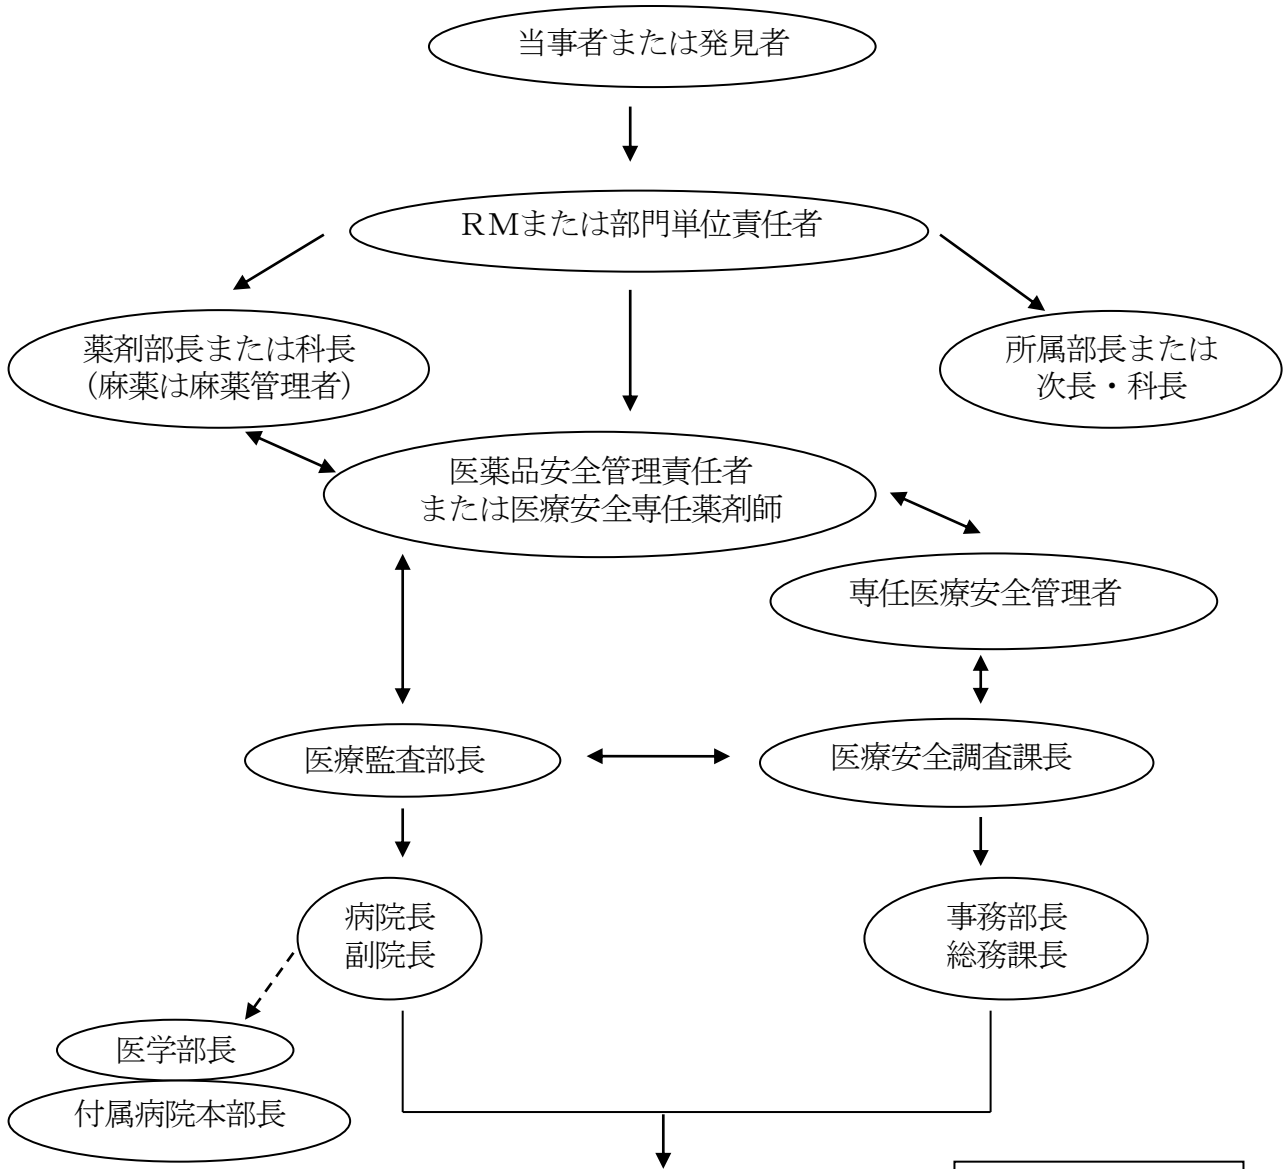 当事者または発見者
ＲＭまたは部門単位責任者
薬剤部長または科長
（麻薬は麻薬管理者）
所属部長または
次長・科長
医薬品安全管理責任者
または医療安全専任薬剤師
専任医療安全管理者
医療監査部長
医療安全調査課長
病院長
副院長
事務部長
総務課長
医学部長
付属病院本部長